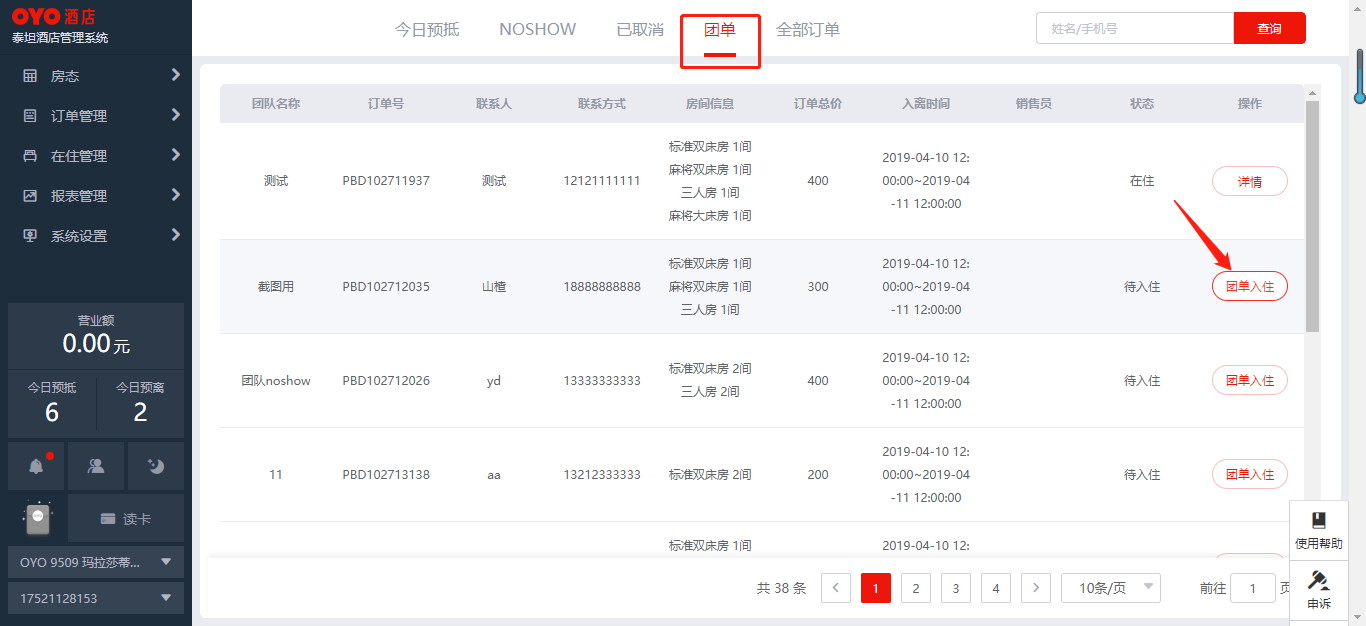 OYO 酒店
泰坦酒店管理系统
房态
订单管理
在住管理
报表管理
系统设置
营业额
0.00元
今日预抵 今日预离
6 2
读卡
OYO 9509 玛拉莎蒂...
17521128153
今日预抵 NOSHOW 已取消 团单 全部订单
姓名/手机号 查询
团队名称 订单号 联系人 联系方式 房间信息 订单总价 入离时间 销售员 状态 操作
标准双床房 1间
麻将双床房 1间
三人房 1间
麻将大床房 1间
2019-04-10 12:
00:00~2019-04
-11 12:00:00
测试 PBD102711937 测试 12121111111 400 在住 详情
标准双床房 1间
麻将双床房 1间
三人房 1间
2019-04-10 12:
00:00~2019-04
-11 12:00:00
截图用 PBD102712035 山楂 18888888888 300 待入住 团单入住
标准双床房 2间
三人房 2间
2019-04-10 12:
00:00~2019-04
-11 12:00:00
团队noshow PBD102712026 yd 13333333333 400 待入住 团单入住
2019-04-10 12:
00:00~2019-04
-11 12:00:00
11 PBD102713138 aa 13212333333 标准双床房 2间 200 待入住 团单入住
标准双床房 1间 2019-04-10 12:
共 38 条 1 2 3 4 10条/页 前往 1 页
使用帮助
申诉